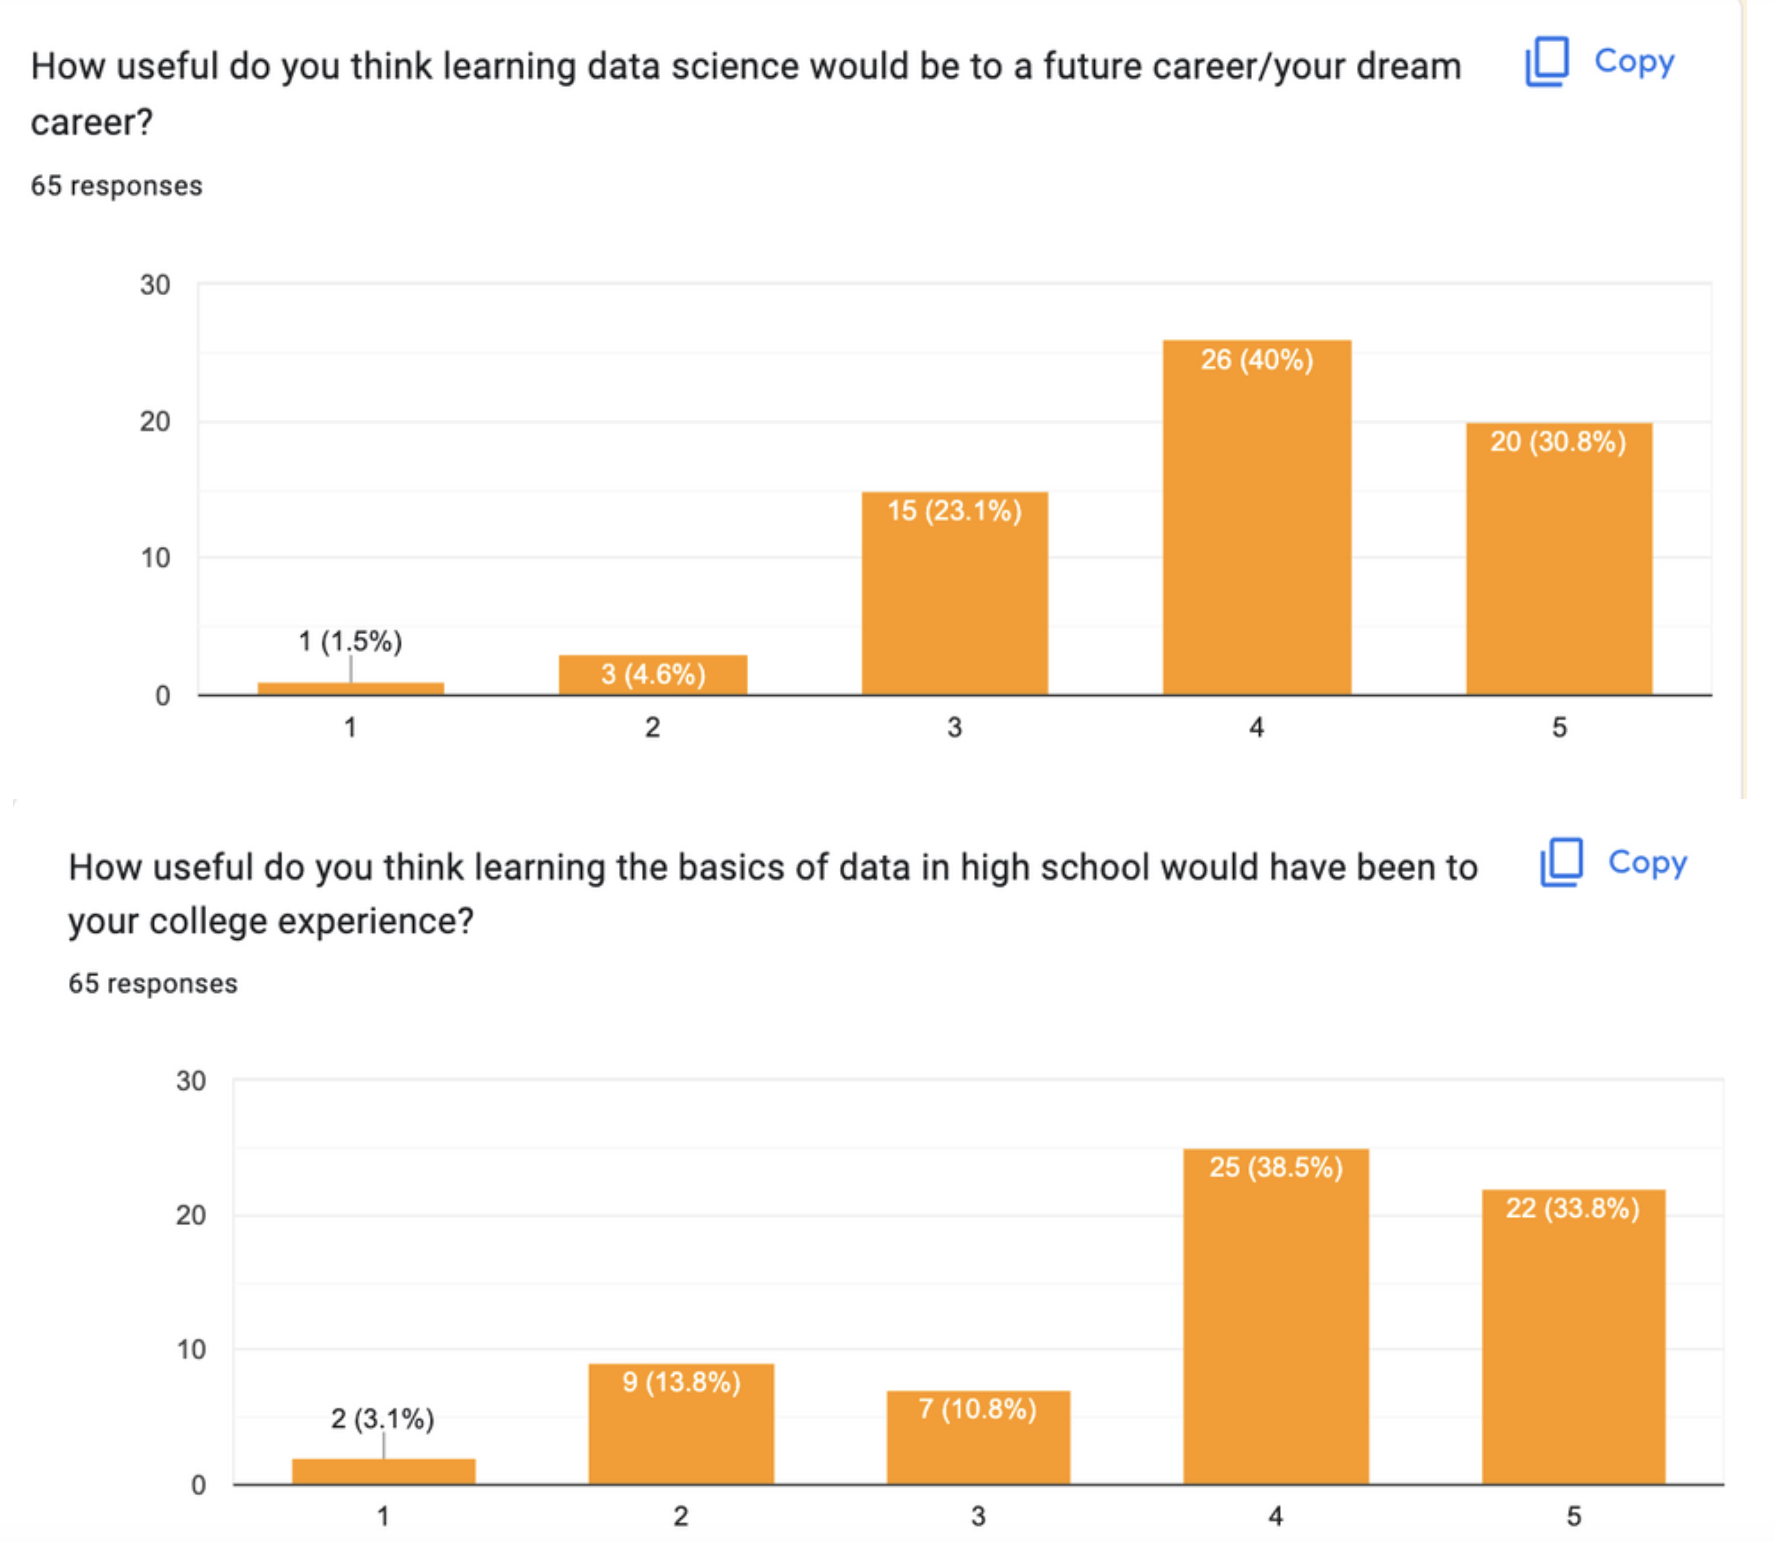 How useful do you think learning data science would be to a future career/your dream
career?
Copy
65 responses
30
20
10
0
1 (1.5%)
3 (4.6%)
15 (23.1%)
26 (40%)
20 (30.8%)
1 2 3 4 5
How useful do you think learning the basics of data in high school would have been to
your college experience?
Copy
65 responses
30
20
10
0
2 (3.1%)
9 (13.8%)
7 (10.8%)
25 (38.5%)
22 (33.8%)
1 2 3 4 5